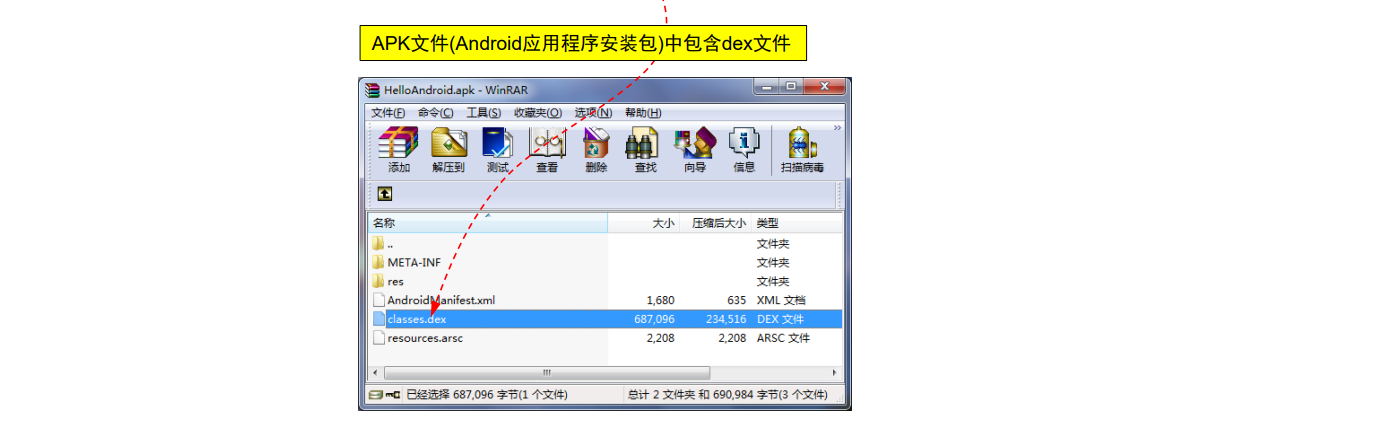 APK文件(Android应用程序安装包)中包含dex文件
HelloAndroid.apk - WinRAR
文件(F) 命令(C) 工具(S) 收藏夹(O) 选项(N) 帮助(H)
添加 解压到 测试 查看 删除 查找 向导 信息 扫描病毒
名称 大小 压缩后大小 类型
.. 文件夹
META-INF 文件夹
res 文件夹
AndroidManifest.xml 1,680 635 XML 文档
classes.dex 687,096 234,516 DEX 文件
resources.arsc 2,208 2,208 ARSC 文件
已经选择 687,096 字节(1 个文件) 总计 2 文件夹 和 690,984 字节(3 个文件)